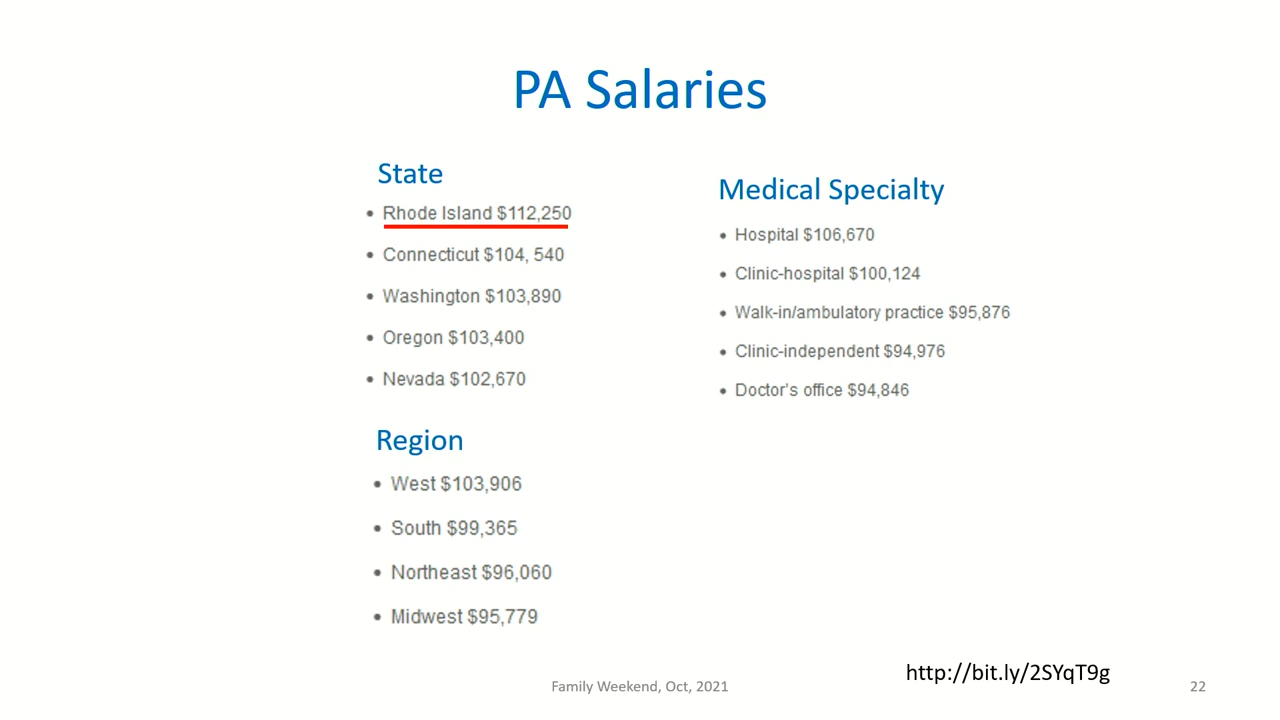 PA Salaries
State
• Rhode Island $112,250
• Connecticut $104, 540
• Washington $103,890
• Oregon $103,400
• Nevada $102,670
Region
• West $103,906
• South $99,365
• Northeast $96,060
• Midwest $95,779
Medical Specialty
• Hospital $106,670
• Clinic-hospital $100,124
• Walk-in/ambulatory practice $95,876
• Clinic-independent $94,976
• Doctor's office $94,846
http://bit.ly/2SYqT9g
Family Weekend, Oct, 2021
22